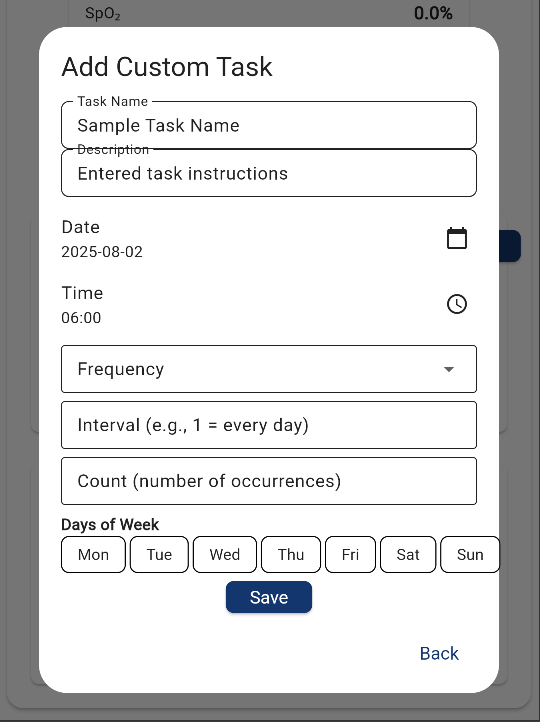 SpO₂ 0.0%
Add Custom Task
Task Name
Sample Task Name
Description
Entered task instructions
Date
2025-08-02
Time
06:00
Frequency
Interval (e.g., 1 = every day)
Count (number of occurrences)
Days of Week
Mon Tue Wed Thu Fri Sat Sun
Save
Back